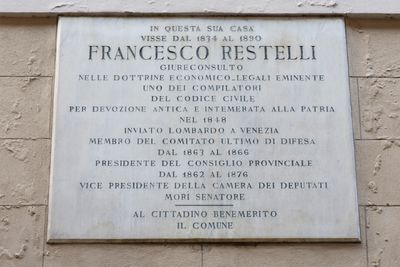 IN QUESTA SUA CASA
VISSE DAL 1834 AL 1890
FRANCESCO RESTELLI
GIURECONSULTO
NELLE DOTTRINE ECONOMICO-LEGALI EMINENTE
UNO DEI COMPILATORI
DEL CODICE CIVILE
PER DEVOZIONE ANTICA E INTEMERATA ALLA PATRIA
NEL 1848
INVIATO LOMBARDO A VENEZIA
MEMBRO DEL COMITATO ULTIMO DI DIFESA
DAL 1863 AL 1866
PRESIDENTE DEL CONSIGLIO PROVINCIALE
DAL 1862 AL 1876
VICE PRESIDENTE DELLA CAMERA DEI DEPUTATI
MORÌ SENATORE
AL CITTADINO BENEMERITO
IL COMUNE